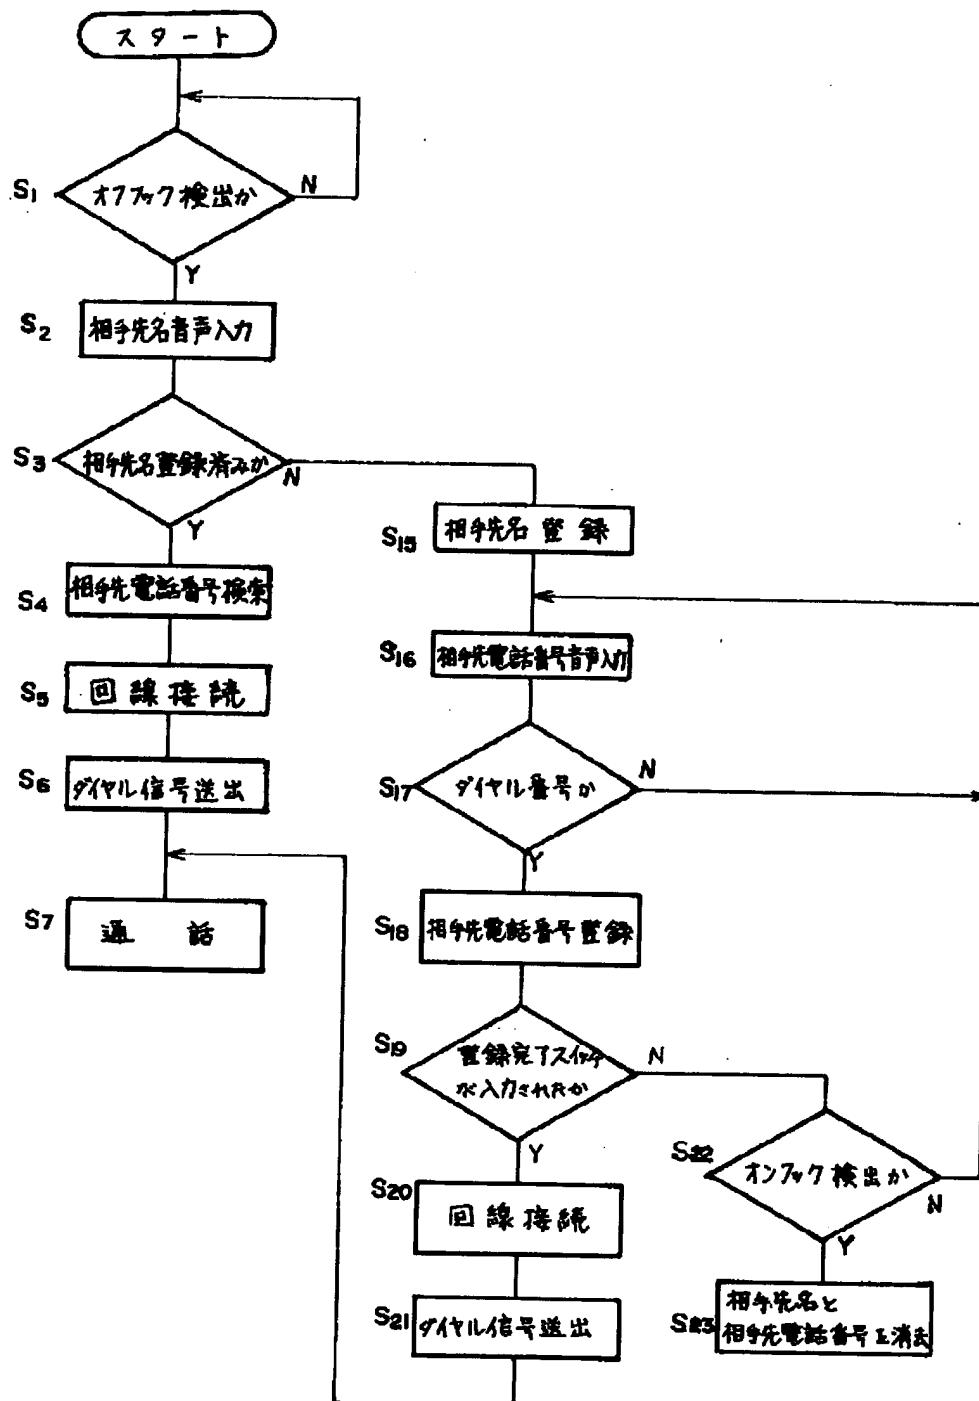 スタート
S1
オフフック検出か
N
Y
S2
相手先名音声入力
S3
相手先名登録済みか
N
Y
S4
相手先電話番号検索
S5
回線接続
S6
ダイヤル信号送出
S7
通話
S15
相手先名登録
S16
相手先電話番号音声入力
S17
ダイヤル番号か
N
Y
S18
相手先電話番号登録
S19
登録完了スイッチ
が入力されたか
N
Y
S20
回線接続
S21
ダイヤル信号送出
S22
オンフック検出か
N
Y
S23
相手先名と
相手先電話番号を消去